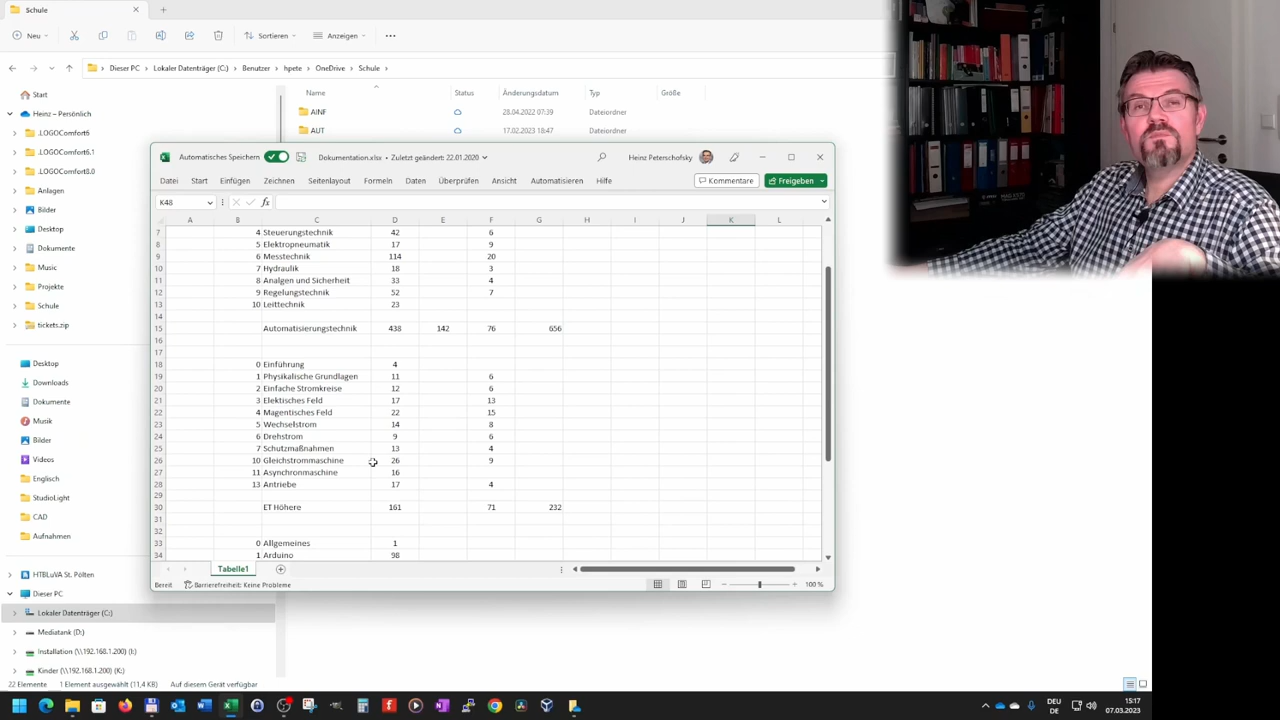 Schule
Neu
Sortieren
Anzeigen
Dieser PC > Lokaler Datenträger (C:) > Benutzer > hpete > OneDrive > Schule
Name Status Änderungsdatum Typ Größe
AINF 28.04.2022 07:39 Dateiordner
AUT 17.02.2023 18:47 Dateiordner
Start
Heinz – Persönlich
.LOGOComfort6
.LOGOComfort6.1
.LOGOComfort8.0
Anlagen
Bilder
Desktop
Dokumente
Music
Projekte
Schule
tickets.zip
Desktop
Downloads
Dokumente
Musik
Bilder
Videos
Englisch
StudioLight
CAD
Aufnahmen
HTBLuVA St. Pölten
Dieser PC
Lokaler Datenträger (C:)
Mediatank (D:)
Installation (\\192.168.1.200) (I:)
Kinder (\\192.168.1.200) (K:)
22 Elemente 1 Element ausgewählt (11,4 KB) Auf diesem Gerät verfügbar
Automatisches Speichern Dokumentation.xlsx • Zuletzt geändert: 22.01.2020 Heinz Peterschofsky
Datei Start Einfügen Zeichnen Seitenlayout Formeln Daten Überprüfen Ansicht Automatisieren Hilfe Kommentare Freigeben
K48 fx
A B C D E F G H I J K L
7 4 Steuerungstechnik 42 6
8 5 Elektropneumatik 17 9
9 6 Messtechnik 114 20
10 7 Hydraulik 18 3
11 8 Analgen und Sicherheit 33 4
12 9 Regelungstechnik 52 7
13 10 Leittechnik 23
14
15 Automatisierungstechnik 438 142 76 656
16
17
18 0 Einführung 4
19 1 Physikalische Grundlagen 11 6
20 2 Einfache Stromkreise 12 6
21 3 Elektisches Feld 17 13
22 4 Magentisches Feld 22 15
23 5 Wechselstrom 14 8
24 6 Drehstrom 9 6
25 7 Schutzmaßnahmen 13 4
26 10 Gleichstrommaschine 26 9
27 11 Asynchronmaschine 16
28 13 Antriebe 17 4
29
30 ET Höhere 161 71 232
31
32
33 0 Allgemeines 1
34 1 Arduino 98
Tabelle1
Bereit Barrierefreiheit: Keine Probleme 100 %
DEU
DE
15:17
07.03.2023